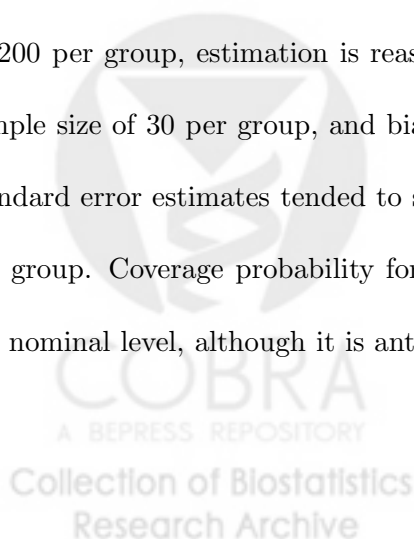 200 per group, estimation is reas
mple size of 30 per group, and bia
ndard error estimates tended to s
group. Coverage probability for
nominal level, although it is ant
COBRA
A BEPRESS REPOSITORY
Collection of Biostatistics
Research Archive